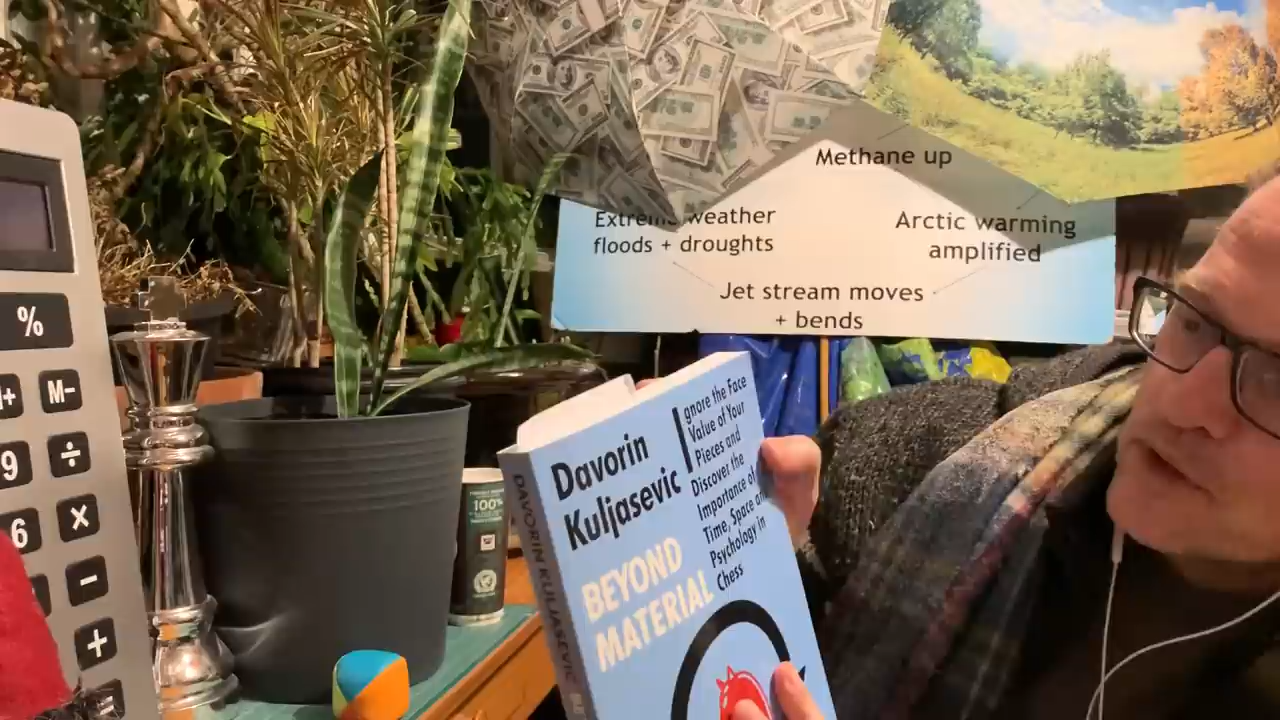 Methane up
Extreme weather
floods + droughts
Arctic warming
amplified
Jet stream moves
+ bends
%
M-
9
÷
6
×
-
+
100%
Davorin
Kuljasevic
Ignore the Face
Value of Your
Pieces and
Discover the
Importance of
Time, Space an
Psychology in
Chess
BEYOND
MATERIAL
DAVORIN KULJASEVIC